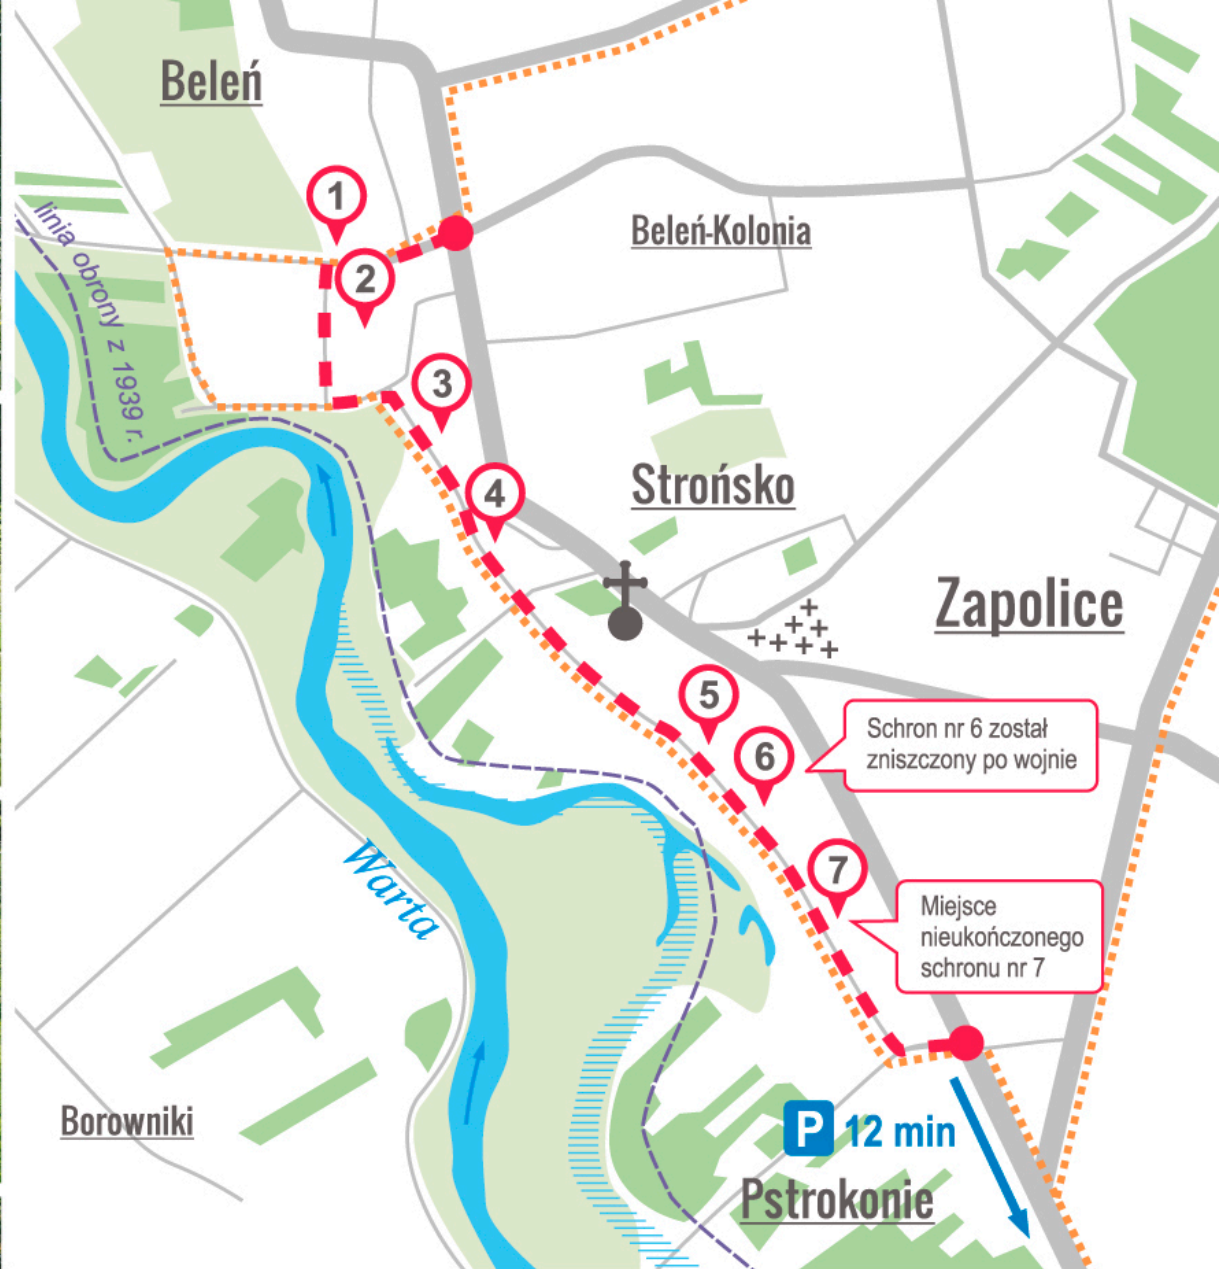 Beleń
1
linia obrony z 1939 r.
Beleń-Kolonia
2
3
Strońsko
4
Zapolice
5
6
Schron nr 6 został
zniszczony po wojnie
Warta
7
Miejsce
nieukończonego
schronu nr 7
Borowniki
P 12 min
Pstrokonie